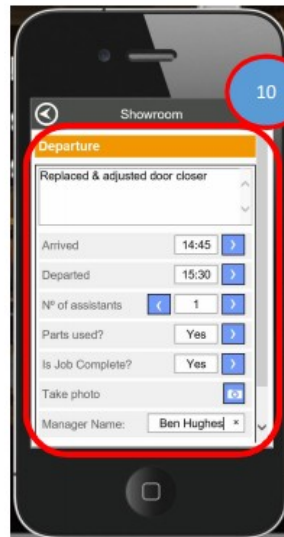 10
Showroom
Departure
Replaced & adjusted door closer
Arrived 14:45
Departed 15:30
Nº of assistants 1
Parts used? Yes
Is Job Complete? Yes
Take photo
Manager Name: Ben Hughes ×